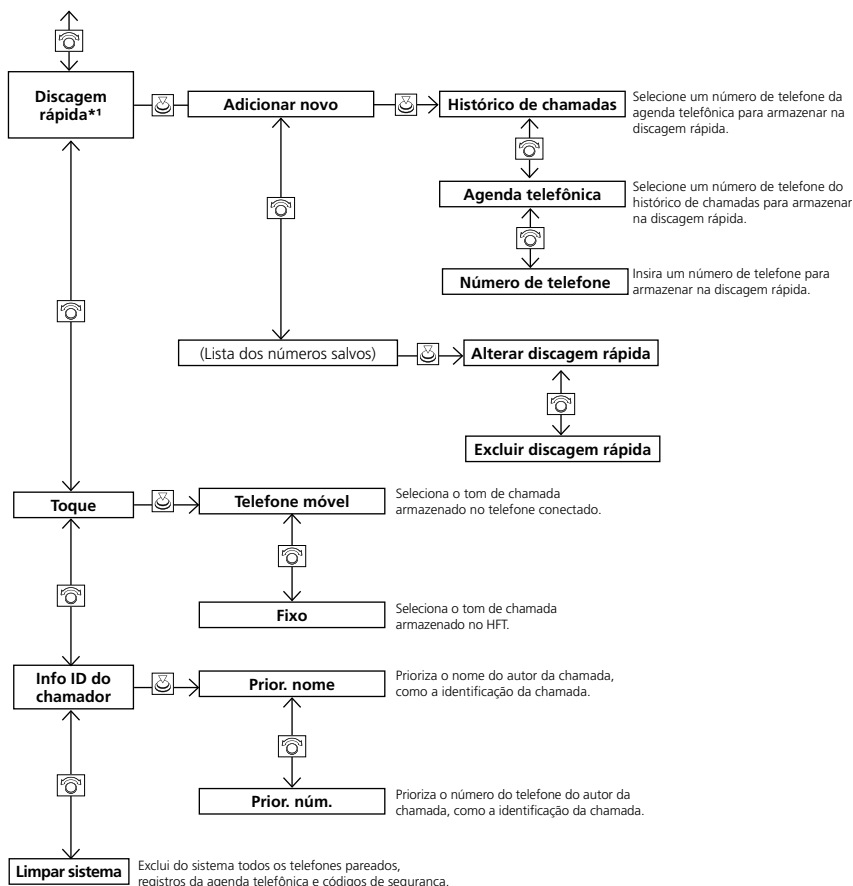 Discagem
rápida*1
Adicionar novo
Histórico de chamadas
Selecione um número de telefone da
agenda telefônica para armazenar na
discagem rápida.
Agenda telefônica
Selecione um número de telefone do
histórico de chamadas para armazenar
na discagem rápida.
Número de telefone
Insira um número de telefone para
armazenar na discagem rápida.
(Lista dos números salvos)
Alterar discagem rápida
Excluir discagem rápida
Toque
Telefone móvel
Seleciona o tom de chamada
armazenado no telefone conectado.
Fixo
Seleciona o tom de chamada
armazenado no HFT.
Info ID do
chamador
Prior. nome
Prioriza o nome do autor da chamada,
como a identificação da chamada.
Prior. núm.
Prioriza o número do telefone do autor da
chamada, como a identificação da chamada.
Limpar sistema
Exclui do sistema todos os telefones pareados,
registros da agenda telefônica e códigos de segurança.